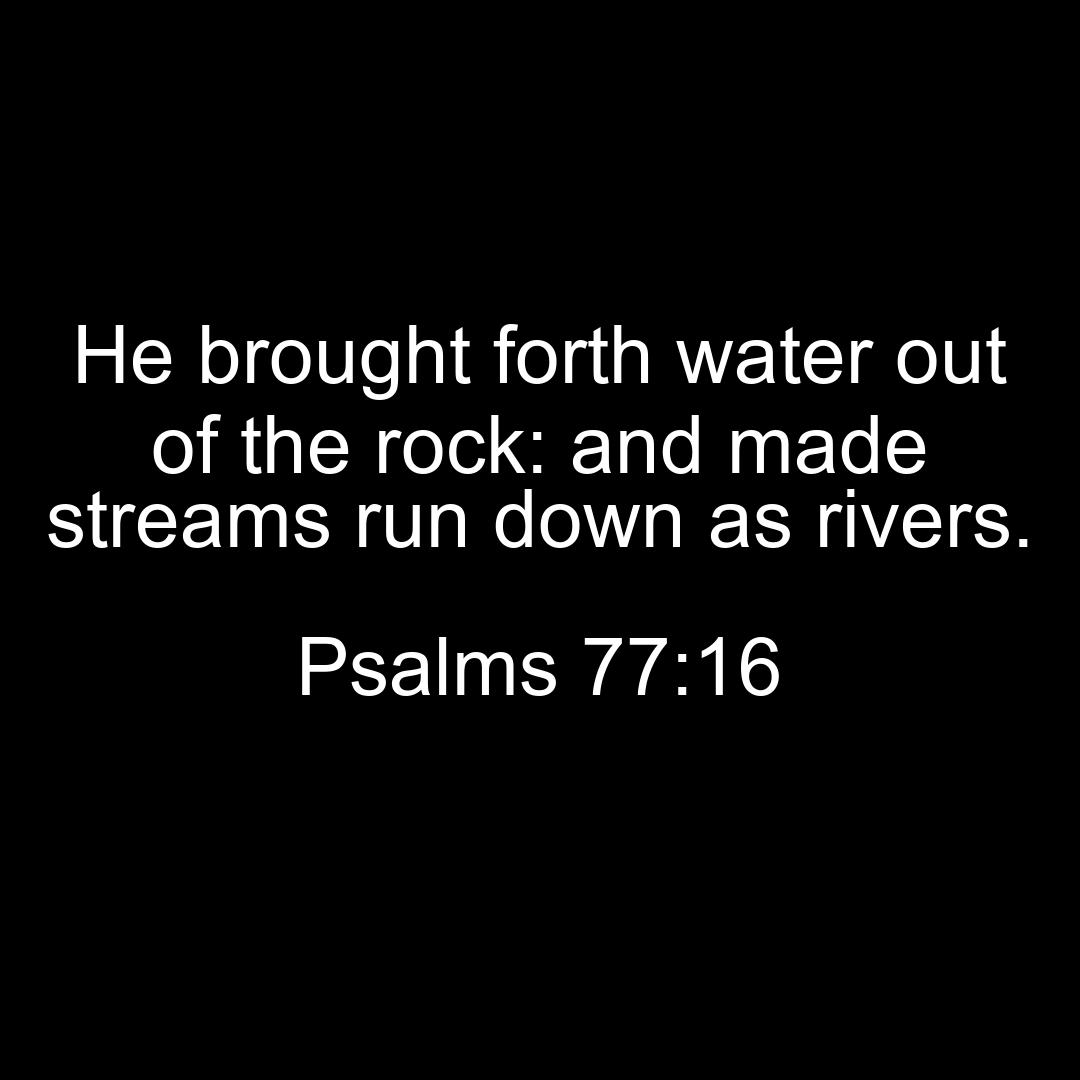 He brought forth water out
of the rock: and made
streams run down as rivers.
Psalms 77:16